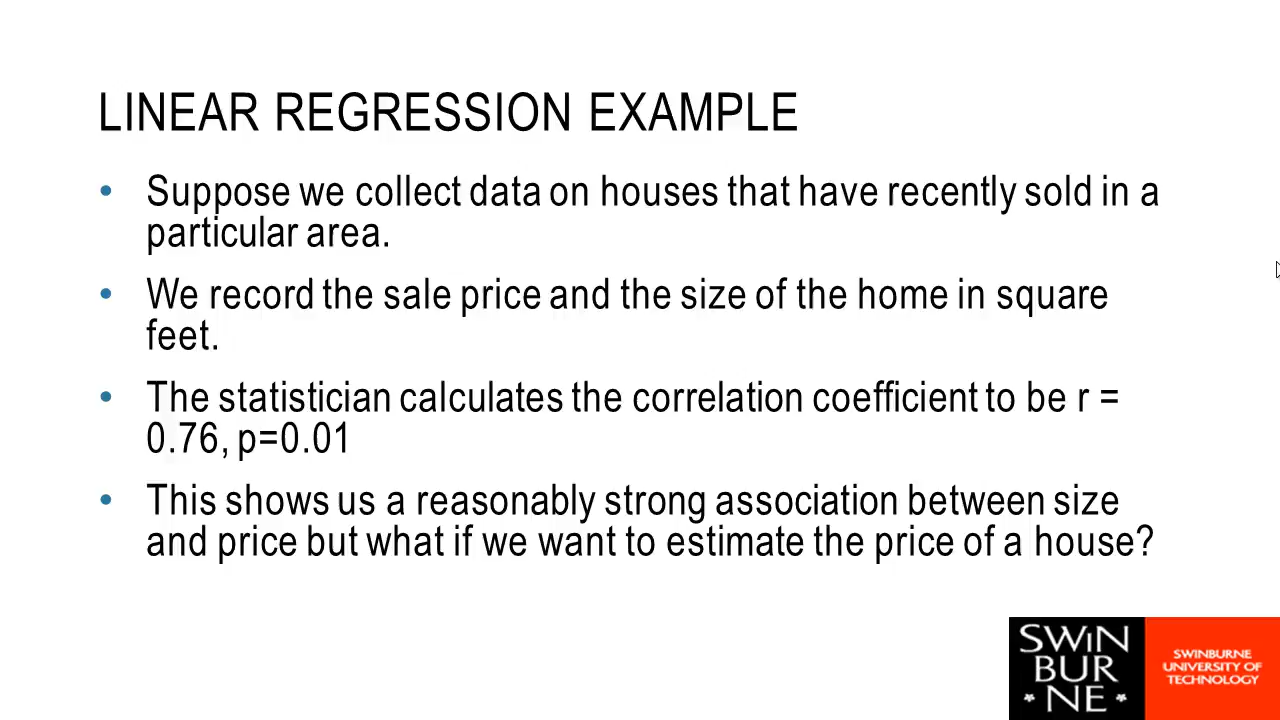 LINEAR REGRESSION EXAMPLE
• Suppose we collect data on houses that have recently sold in a
particular area.
• We record the sale price and the size of the home in square
feet.
• The statistician calculates the correlation coefficient to be r =
0.76, p=0.01
• This shows us a reasonably strong association between size
and price but what if we want to estimate the price of a house?
SWIN
BUR
* NE *
SWINBURNE
UNIVERSITY OF
TECHNOLOGY